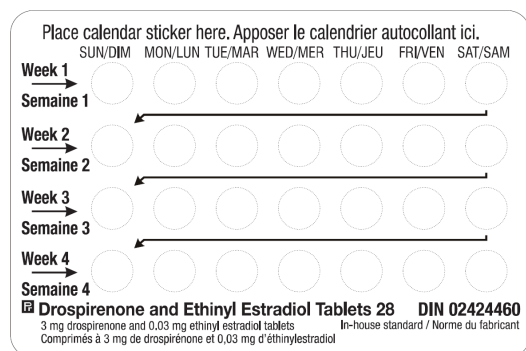 Place calendar sticker here. Apposer le calendrier autocollant ici.
SUN/DIM MON/LUN TUE/MAR WED/MER THU/JEU FRI/VEN SAT/SAM
Week 1
Semaine 1
Week 2
Semaine 2
Week 3
Semaine 3
Week 4
Semaine 4
Pr Drospirenone and Ethinyl Estradiol Tablets 28 DIN 02424460
3 mg drospirenone and 0.03 mg ethinyl estradiol tablets In-house standard / Norme du fabricant
Comprimés à 3 mg de drospirénone et 0,03 mg d'éthinylestradiol